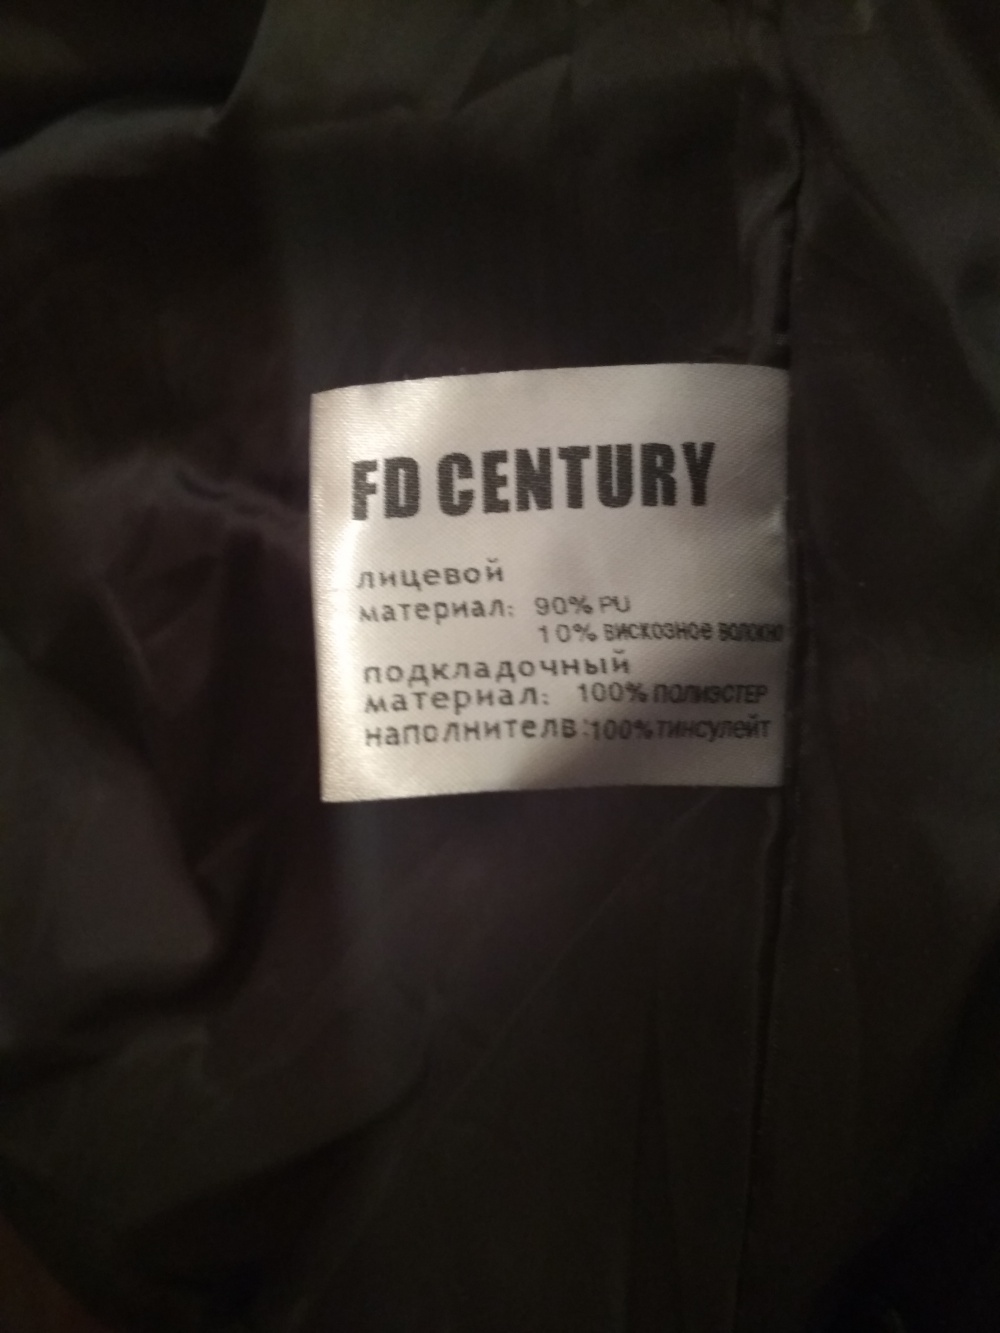 FD CENTURY
лицевой
материал: 90% PU
10% вискозное волокно
подкладочный
материал: 100% ПОЛИЭСТЕР
наполнителв:100%тинсулейт